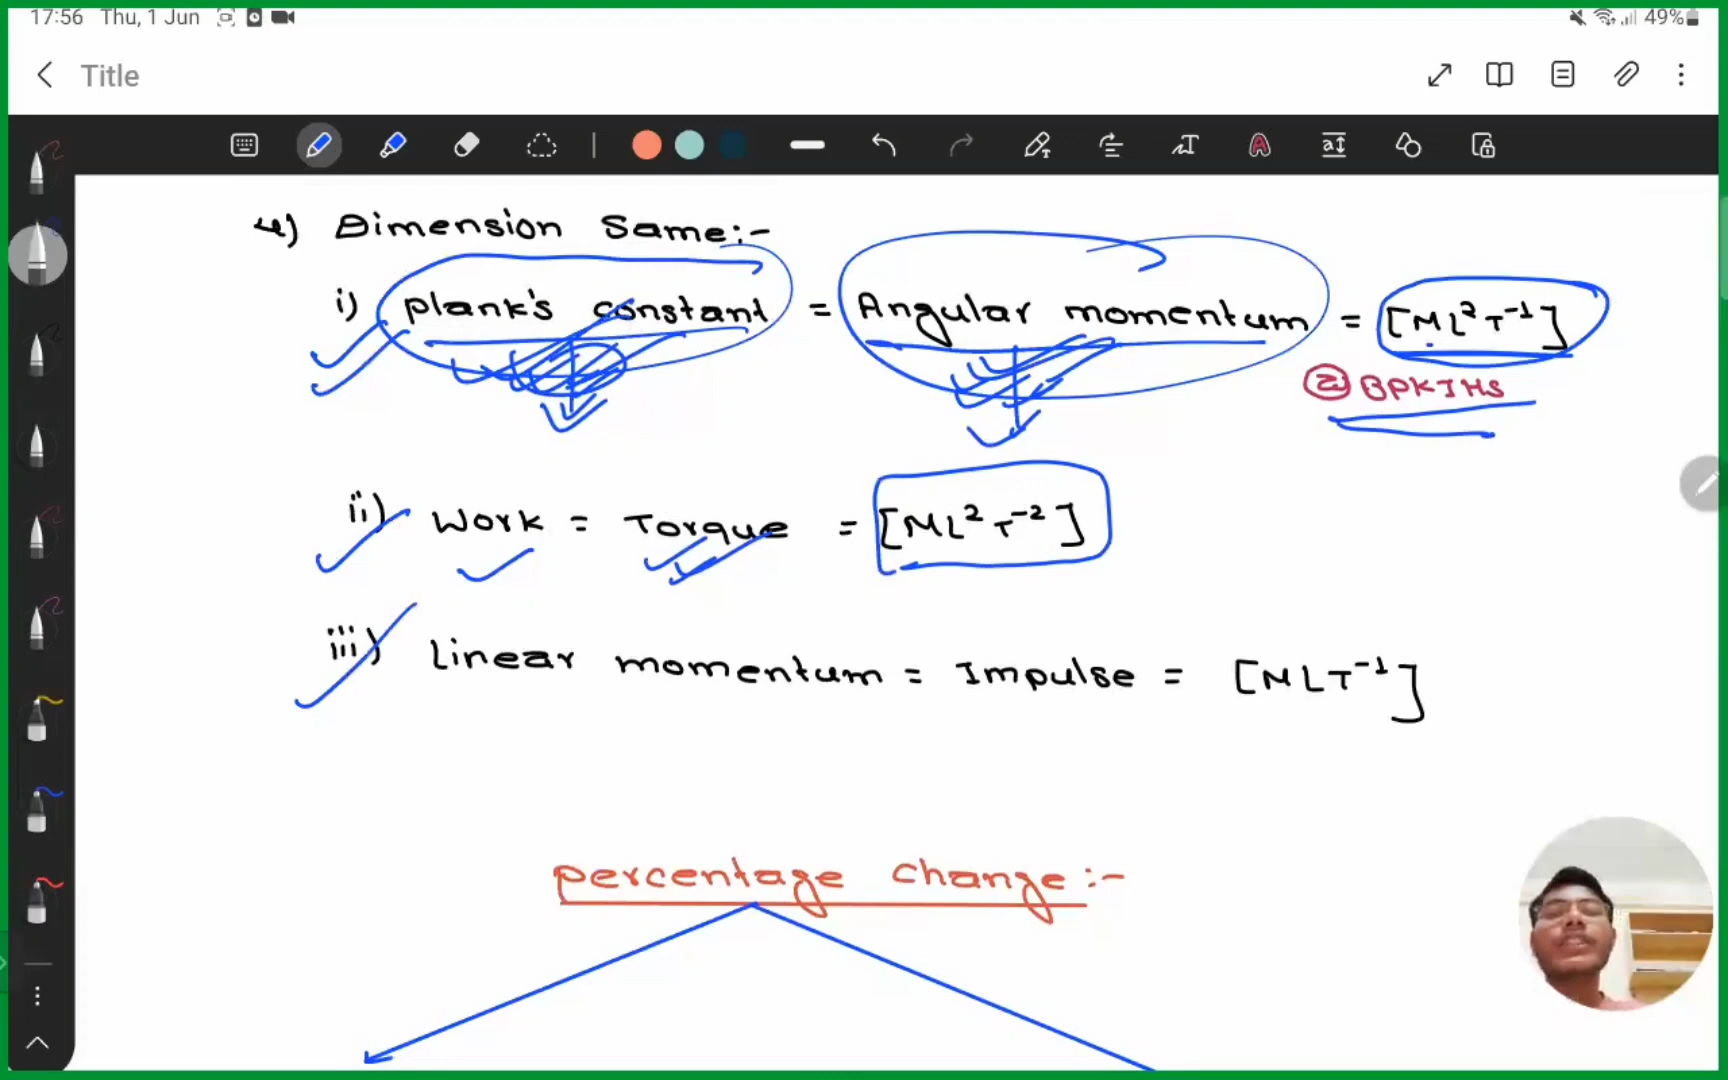 17:56 Thu, 1 Jun 49%
Title
4) Dimension Same:-
i) plank's constant = Angular momentum = [ML²T⁻¹]
@ BPKIHS
ii) Work = Torque = [ML²T⁻²]
iii) Linear momentum = Impulse = [MLT⁻¹]
percentage change:-